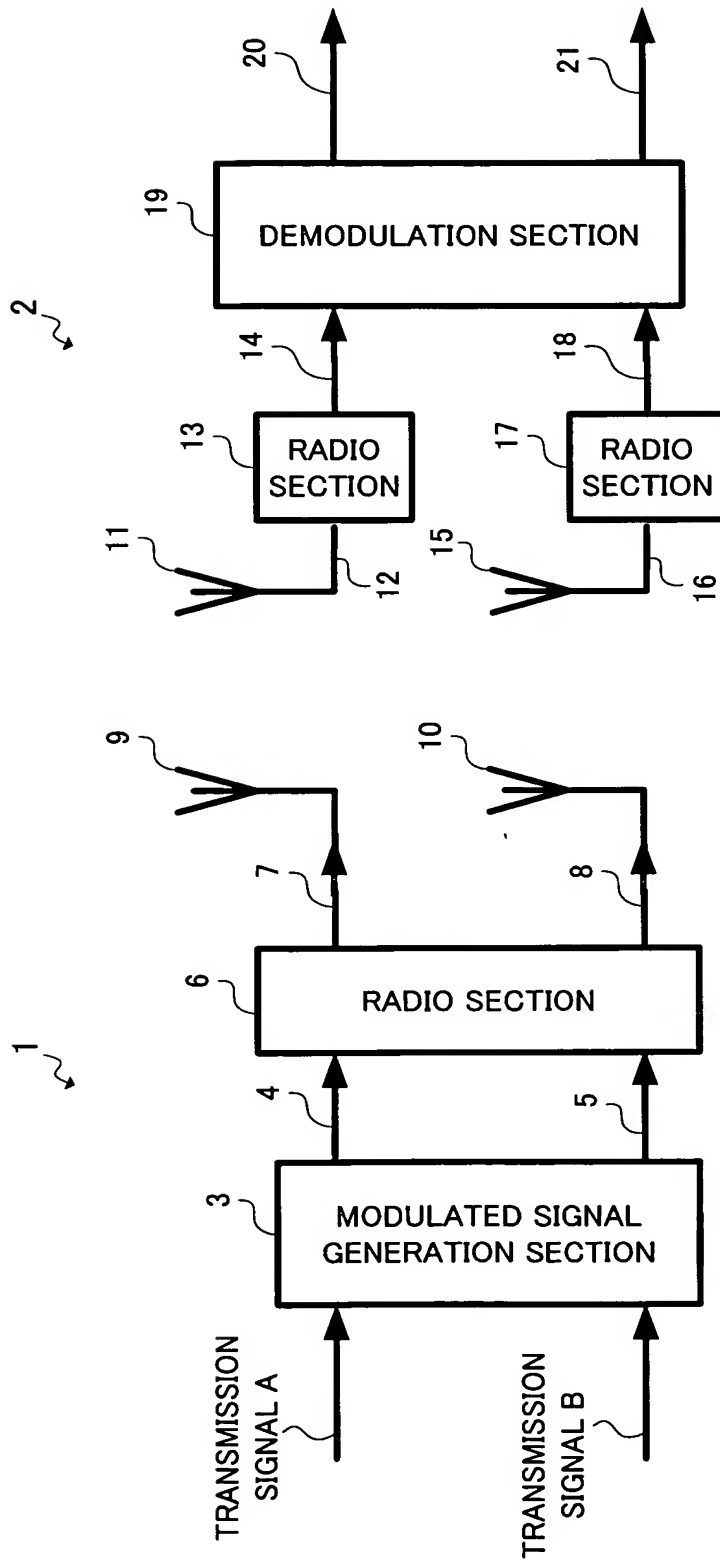 1
2
TRANSMISSION
SIGNAL A
3
4
6
7
9
11
12
13
14
19
20
MODULATED SIGNAL
GENERATION SECTION
RADIO SECTION
RADIO
SECTION
DEMODULATION SECTION
TRANSMISSION
SIGNAL B
5
8
10
15
16
17
RADIO
SECTION
18
21